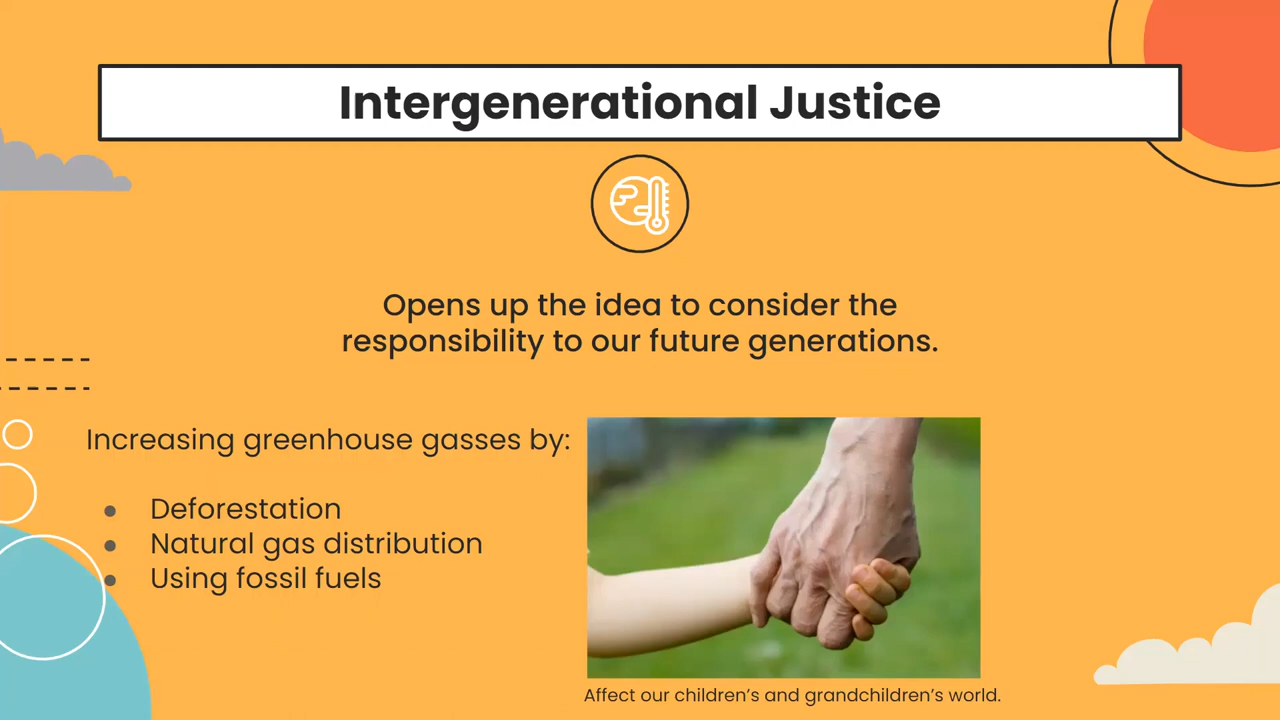 Intergenerational Justice
Opens up the idea to consider the
responsibility to our future generations.
Increasing greenhouse gasses by:
● Deforestation
● Natural gas distribution
● Using fossil fuels
Affect our children’s and grandchildren’s world.